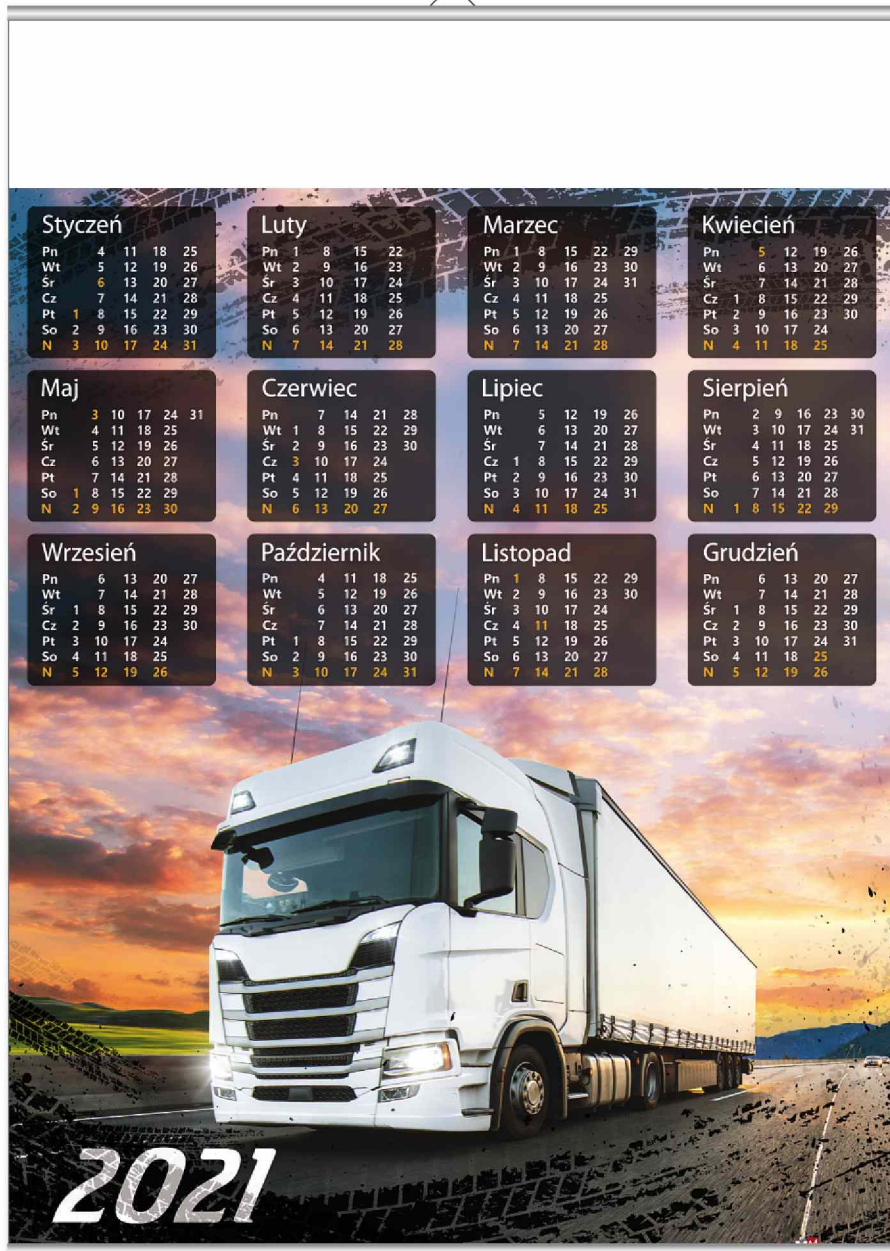 Styczeń
Pn 4 11 18 25
Wt 5 12 19 26
Śr 6 13 20 27
Cz 7 14 21 28
Pt 1 8 15 22 29
So 2 9 16 23 30
N 3 10 17 24 31
Luty
Pn 1 8 15 22
Wt 2 9 16 23
Śr 3 10 17 24
Cz 4 11 18 25
Pt 5 12 19 26
So 6 13 20 27
N 7 14 21 28
Marzec
Pn 1 8 15 22 29
Wt 2 9 16 23 30
Śr 3 10 17 24 31
Cz 4 11 18 25
Pt 5 12 19 26
So 6 13 20 27
N 7 14 21 28
Kwiecień
Pn 5 12 19 26
Wt 6 13 20 27
Śr 7 14 21 28
Cz 1 8 15 22 29
Pt 2 9 16 23 30
So 3 10 17 24
N 4 11 18 25
Maj
Pn 3 10 17 24 31
Wt 4 11 18 25
Śr 5 12 19 26
Cz 6 13 20 27
Pt 7 14 21 28
So 1 8 15 22 29
N 2 9 16 23 30
Czerwiec
Pn 7 14 21 28
Wt 1 8 15 22 29
Śr 2 9 16 23 30
Cz 3 10 17 24
Pt 4 11 18 25
So 5 12 19 26
N 6 13 20 27
Lipiec
Pn 5 12 19 26
Wt 6 13 20 27
Śr 7 14 21 28
Cz 1 8 15 22 29
Pt 2 9 16 23 30
So 3 10 17 24 31
N 4 11 18 25
Sierpień
Pn 2 9 16 23 30
Wt 3 10 17 24 31
Śr 4 11 18 25
Cz 5 12 19 26
Pt 6 13 20 27
So 7 14 21 28
N 1 8 15 22 29
Wrzesień
Pn 6 13 20 27
Wt 7 14 21 28
Śr 1 8 15 22 29
Cz 2 9 16 23 30
Pt 3 10 17 24
So 4 11 18 25
N 5 12 19 26
Październik
Pn 4 11 18 25
Wt 5 12 19 26
Śr 6 13 20 27
Cz 7 14 21 28
Pt 1 8 15 22 29
So 2 9 16 23 30
N 3 10 17 24 31
Listopad
Pn 1 8 15 22 29
Wt 2 9 16 23 30
Śr 3 10 17 24
Cz 4 11 18 25
Pt 5 12 19 26
So 6 13 20 27
N 7 14 21 28
Grudzień
Pn 6 13 20 27
Wt 7 14 21 28
Śr 1 8 15 22 29
Cz 2 9 16 23 30
Pt 3 10 17 24 31
So 4 11 18 25
N 5 12 19 26
2021